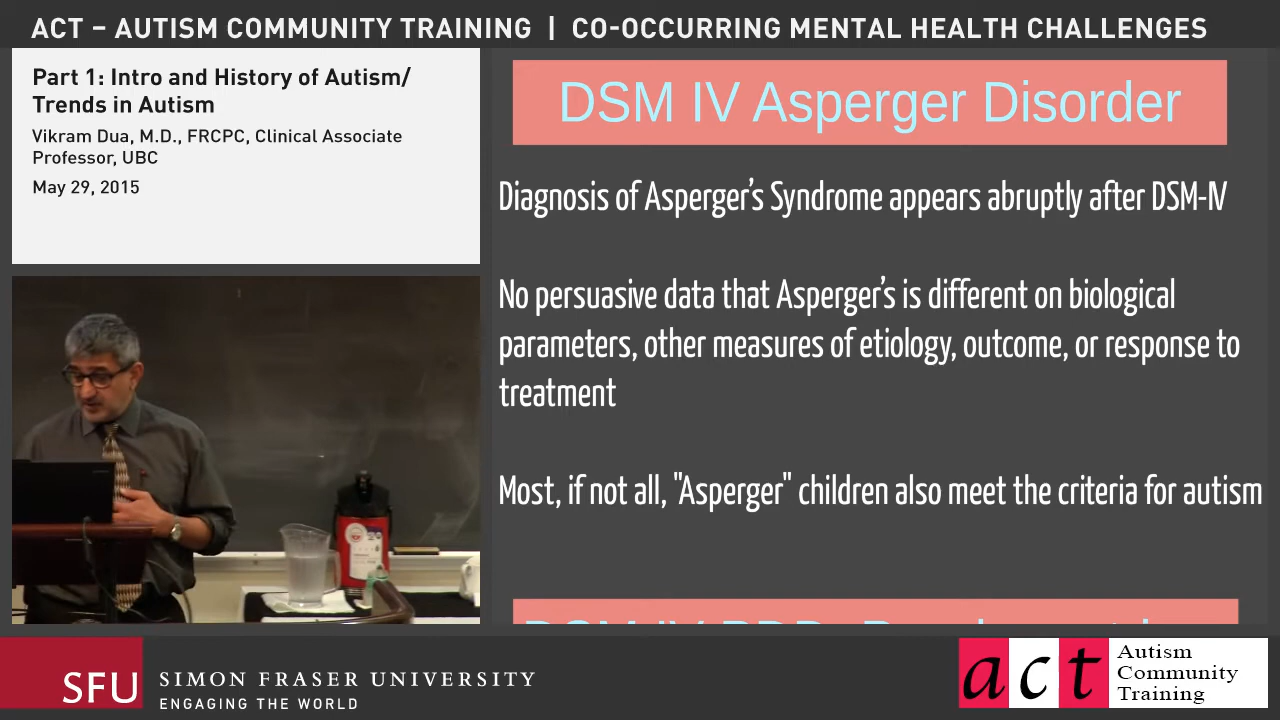 ACT – AUTISM COMMUNITY TRAINING | CO-OCCURRING MENTAL HEALTH CHALLENGES
Part 1: Intro and History of Autism/
Trends in Autism
Vikram Dua, M.D., FRCPC, Clinical Associate
Professor, UBC
May 29, 2015
DSM IV Asperger Disorder
Diagnosis of Asperger's Syndrome appears abruptly after DSM-IV
No persuasive data that Asperger's is different on biological
parameters, other measures of etiology, outcome, or response to
treatment
Most, if not all, "Asperger" children also meet the criteria for autism
SFU
SIMON FRASER UNIVERSITY
ENGAGING THE WORLD
act
Autism
Community
Training